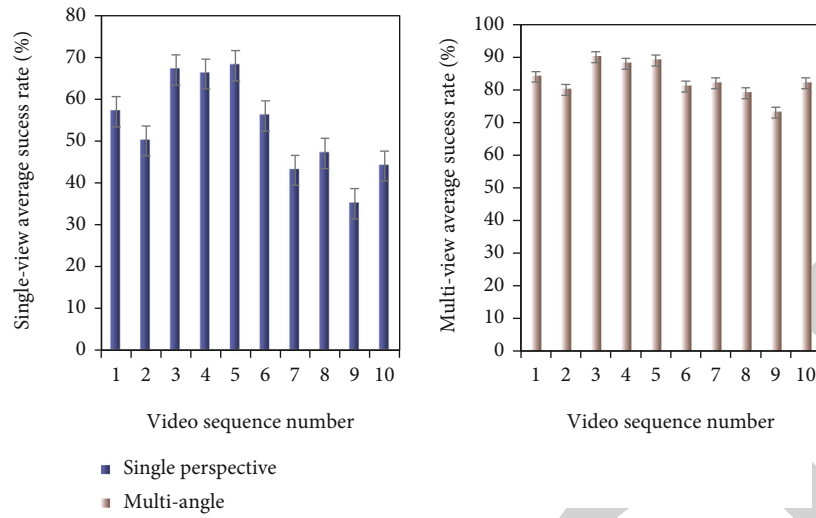 Single-view average sucess rate (%)
80
70
60
50
40
30
20
10
0
1 2 3 4 5 6 7 8 9 10
Video sequence number
Single perspective
Multi-angle
Multi-view average sucess rate (%)
100
90
80
70
60
50
40
30
20
10
0
1 2 3 4 5 6 7 8 9 10
Video sequence number